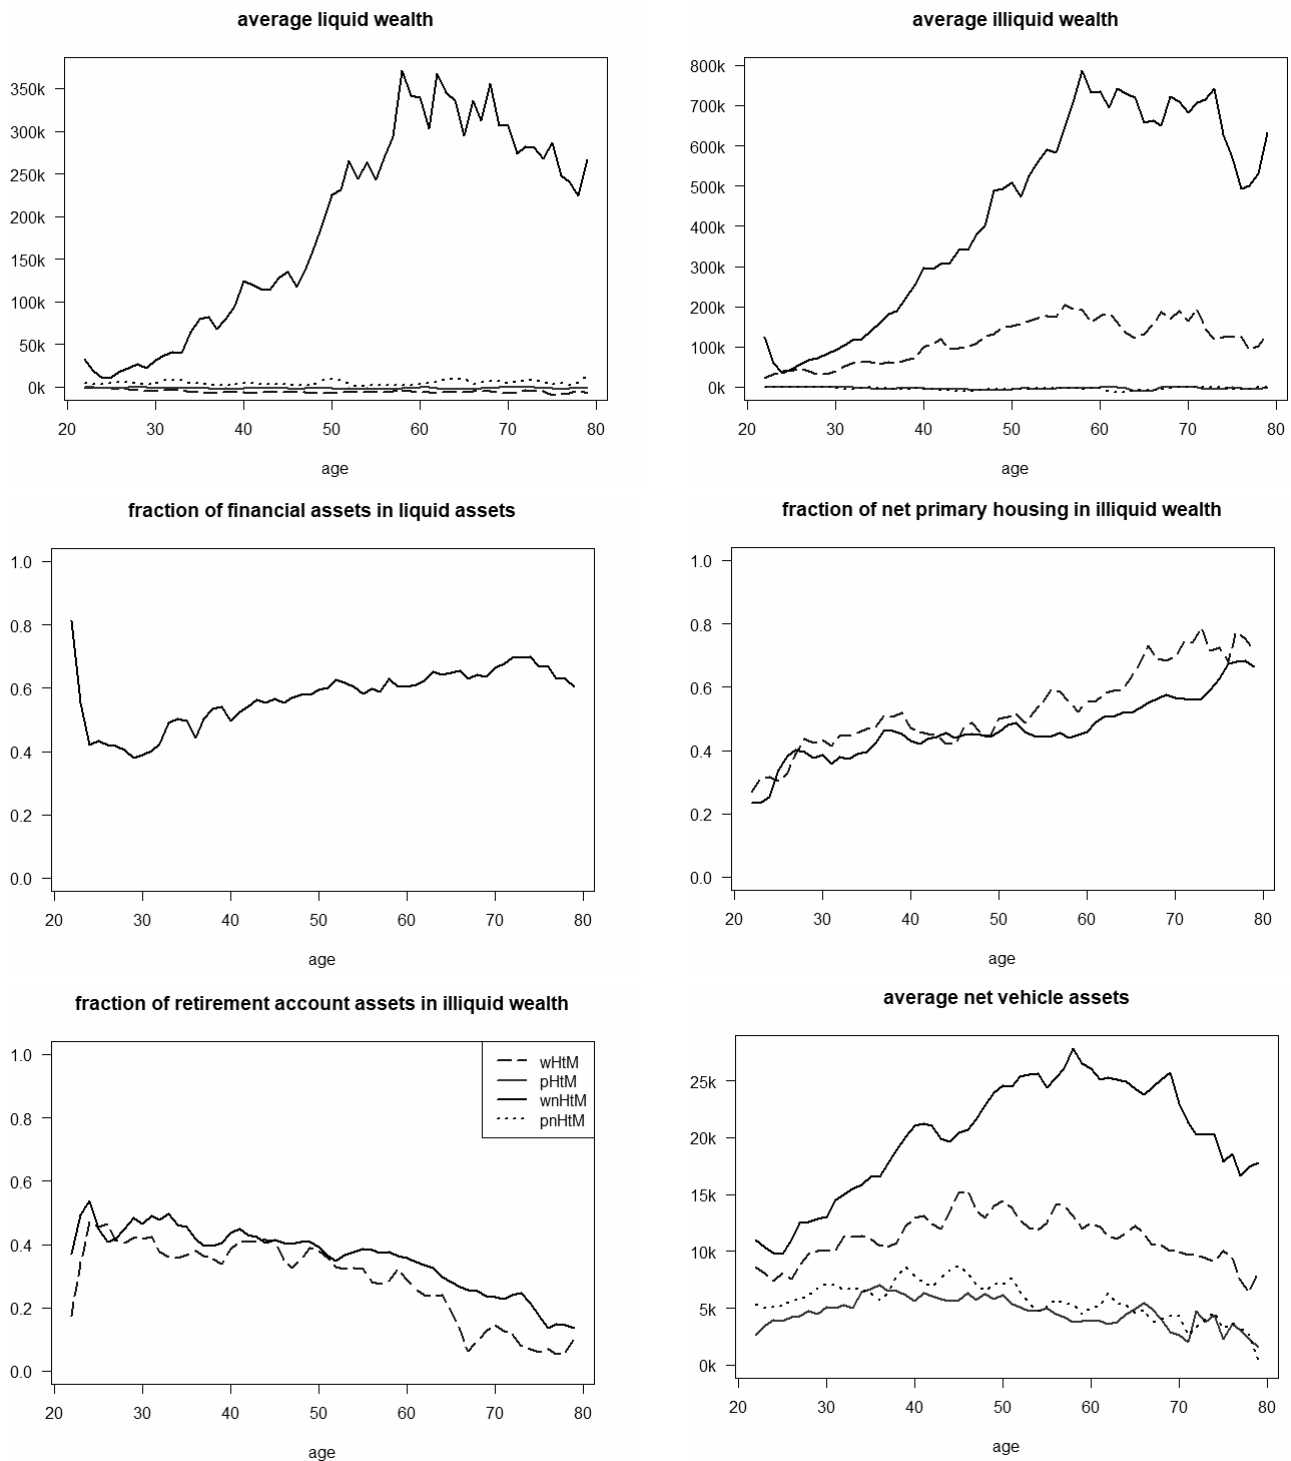 average liquid wealth
350k
300k
250k
200k
150k
100k
50k
0k
20 30 40 50 60 70 80
age
average illiquid wealth
800k
700k
600k
500k
400k
300k
200k
100k
0k
20 30 40 50 60 70 80
age
fraction of financial assets in liquid assets
1.0
0.8
0.6
0.4
0.2
0.0
20 30 40 50 60 70 80
age
fraction of net primary housing in illiquid wealth
1.0
0.8
0.6
0.4
0.2
0.0
20 30 40 50 60 70 80
age
fraction of retirement account assets in illiquid wealth
1.0
0.8
0.6
0.4
0.2
0.0
wHtM
pHtM
wnHtM
pnHtM
20 30 40 50 60 70 80
age
average net vehicle assets
25k
20k
15k
10k
5k
0k
20 30 40 50 60 70 80
age